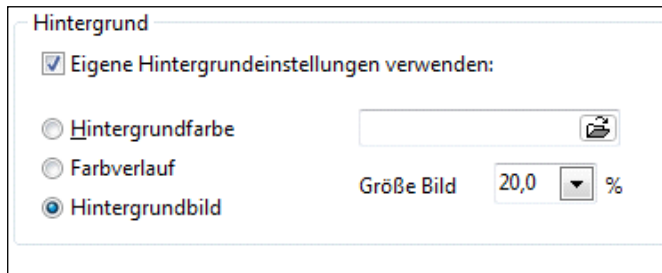 Hintergrund
Eigene Hintergrundeinstellungen verwenden:
Hintergrundfarbe
Farbverlauf
Größe Bild 20,0 %
Hintergrundbild